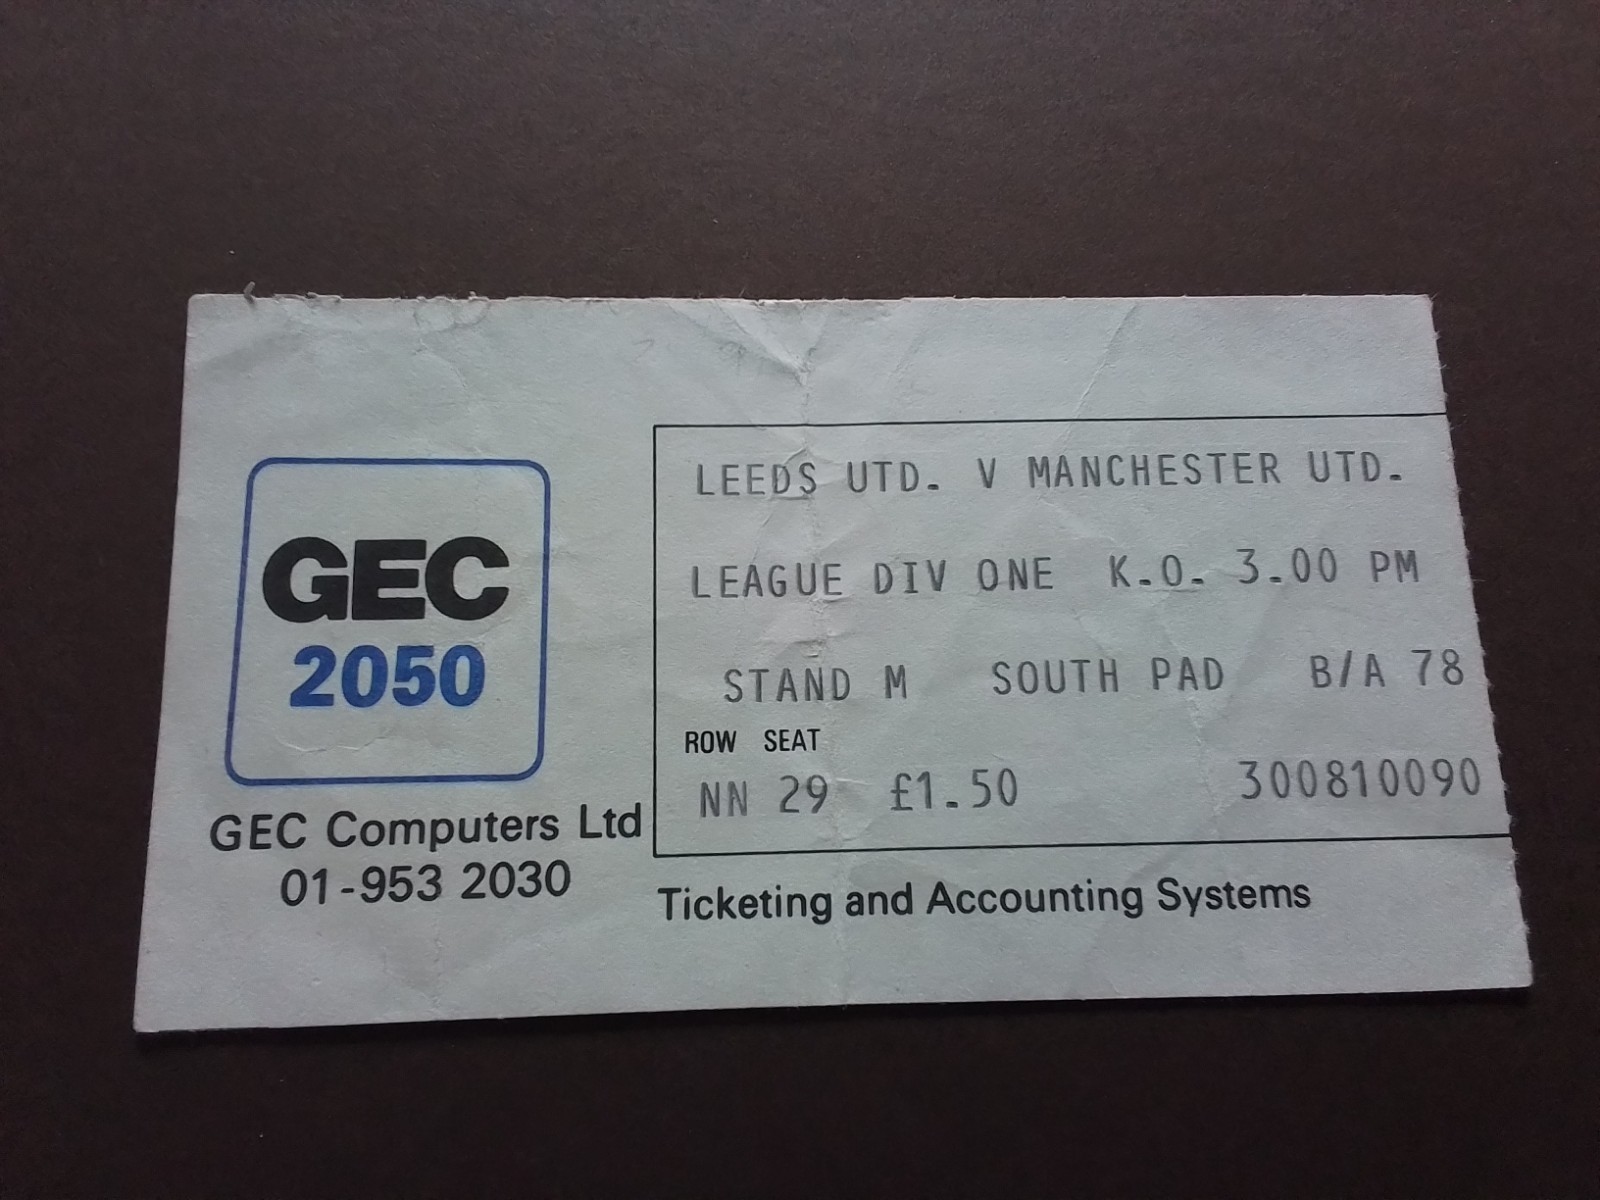 GEC
2050
GEC Computers Ltd
01-953 2030
LEEDS UTD. V MANCHESTER UTD.
LEAGUE DIV ONE K.O. 3.00 PM
STAND M SOUTH PAD B/A 78
ROW SEAT
NN 29 £1.50 300810090
Ticketing and Accounting Systems